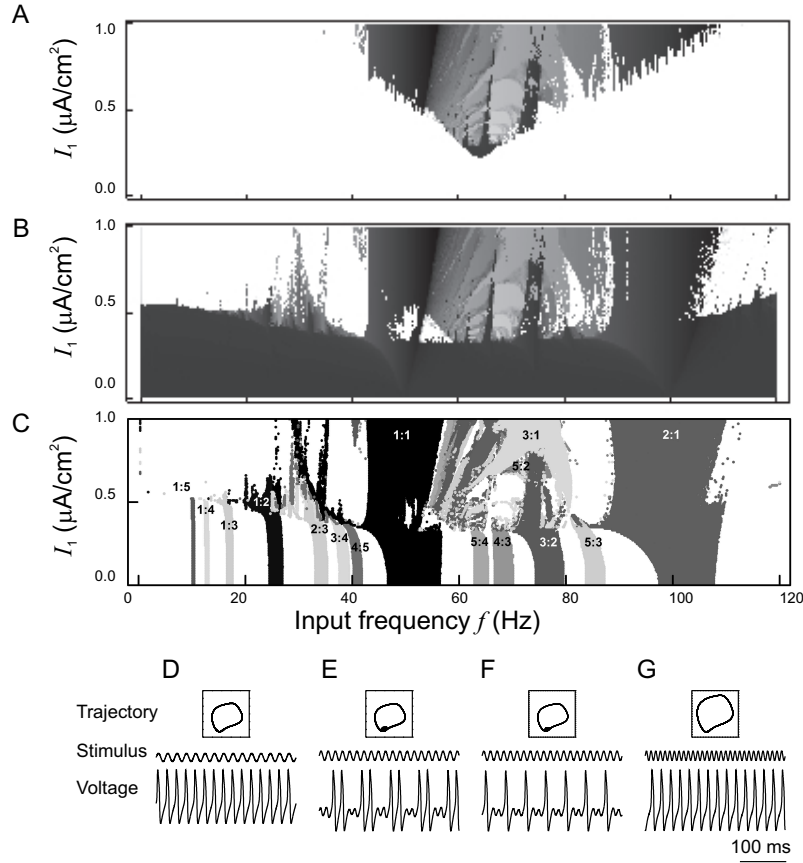 A
1.0
0.5
0.0
I₁ (μA/cm²)
B
1.0
0.5
0.0
I₁ (μA/cm²)
C
1.0
0.5
0.0
I₁ (μA/cm²)
1:1
3:1
2:1
5:2
1:5
1:4
1:3
1:2
2:3
3:4
4:5
5:4
4:3
3:2
5:3
0 20 40 60 80 100 120
Input frequency f (Hz)
D E F G
Trajectory
Stimulus
Voltage
100 ms